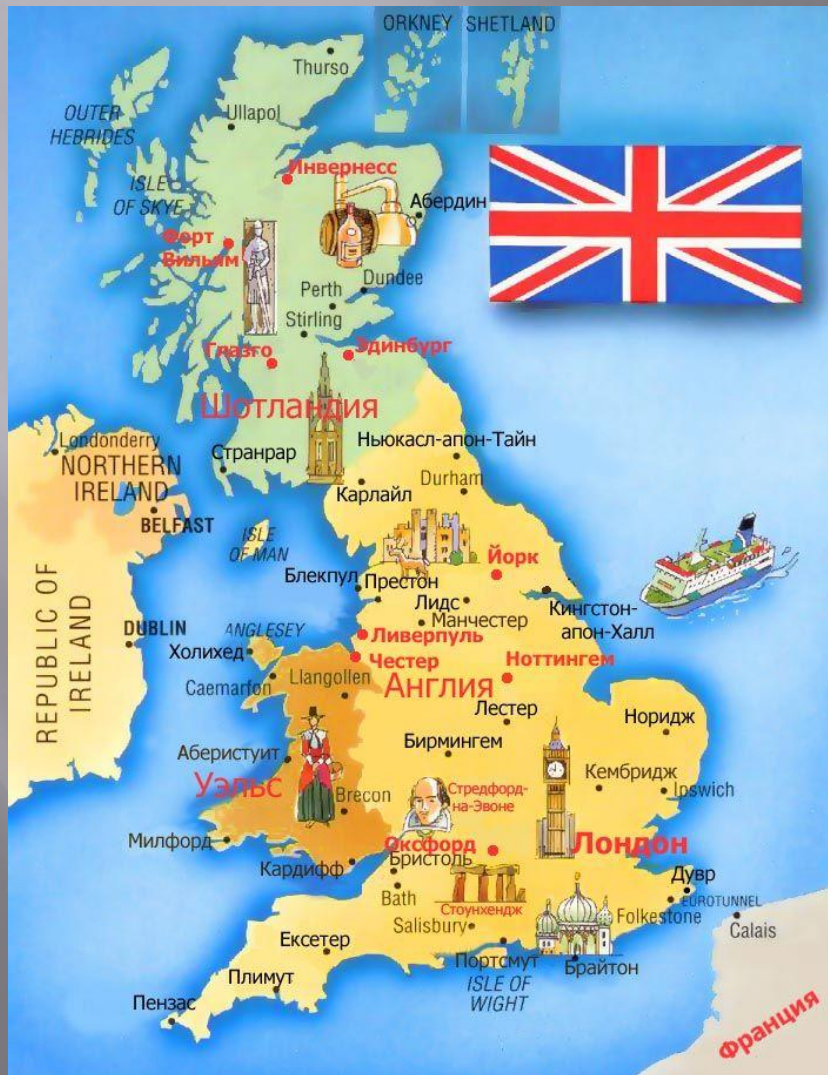 ORKNEY
SHETLAND
Thurso
OUTER
HEBRIDES
Ullapol
ISLE
OF SKYE
Инвернесс
Абердин
Форт
Вильям
Dundee
Perth
Stirling
Глазго
Эдинбург
Шотландия
Londonderry
NORTHERN
IRELAND
Странрар
Ньюкасл-апон-Тайн
Durham
Карлайл
BELFAST
ISLE
OF MAN
Йорк
Блекпул
Престон
Лидс
Манчестер
Кингстон-
апон-Халл
REPUBLIC OF
IRELAND
DUBLIN
ANGLESEY
Ливерпуль
Холихед
Честер
Ноттингем
Caemarfon
Llangollen
Англия
Лестер
Норидж
Аберистуит
Бирмингем
Уэльс
Brecon
Стредфорд-
на-Эвоне
Кембридж
Ipswich
Милфорд
Оксфорд
Лондон
Кардифф
Бристоль
Дувр
Bath
Стоунхендж
EUROTUNNEL
Folkestone
Calais
Salisbury
Ексетер
Портсмут
Брайтон
ISLE OF
WIGHT
Плимут
Пензас
Франция